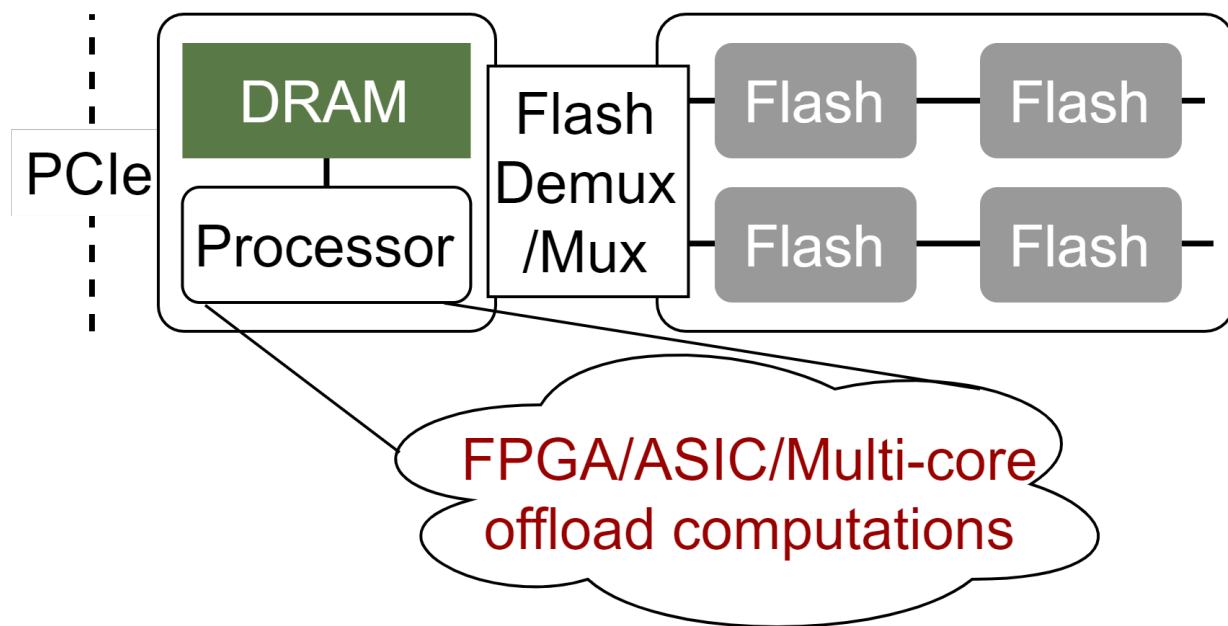 PCIe
DRAM
Processor
Flash
Demux
/Mux
Flash
Flash
Flash
Flash
FPGA/ASIC/Multi-core
offload computations